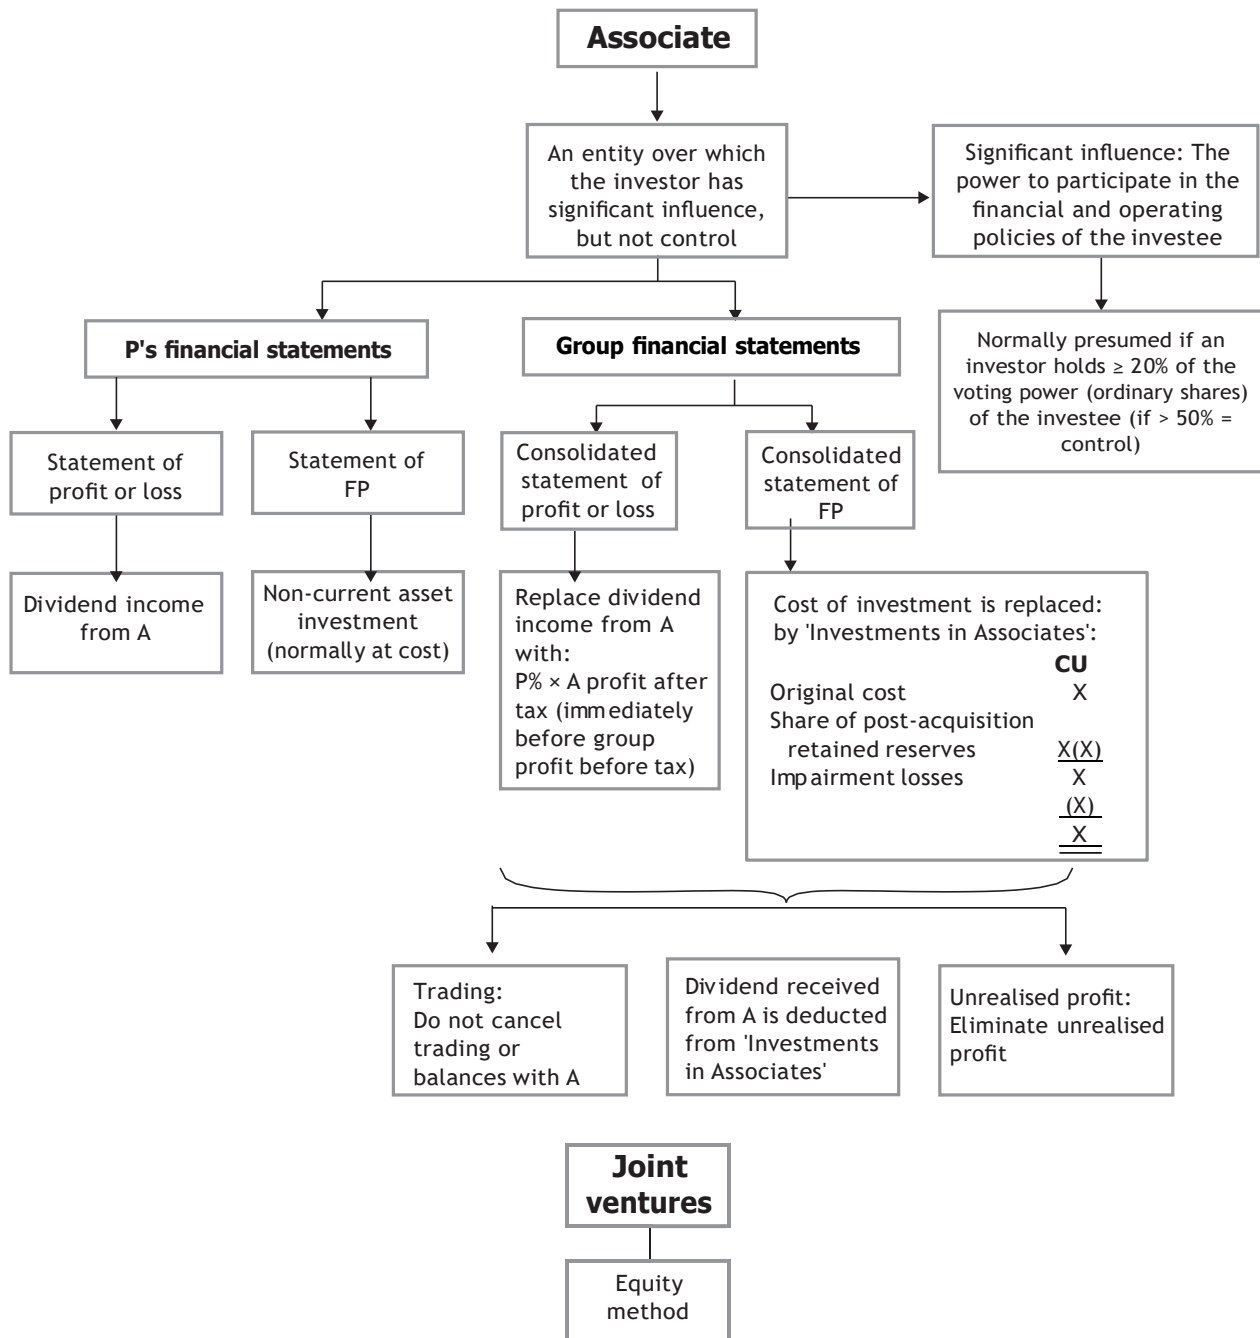 Associate
An entity over which
the investor has
significant influence,
but not control
Significant influence: The
power to participate in the
financial and operating
policies of the investee
Normally presumed if an
investor holds ≥ 20% of the
voting power (ordinary shares)
of the investee (if > 50% =
control)
P's financial statements
Group financial statements
Statement of
profit or loss
Statement of
FP
Consolidated
statement of
profit or loss
Consolidated
statement of
FP
Dividend income
from A
Non-current asset
investment
(normally at cost)
Replace dividend
income from A
with:
P% × A profit after
tax (immediately
before group
profit before tax)
Cost of investment is replaced:
by 'Investments in Associates':
CU
Original cost X
Share of post-acquisition
retained reserves X(X)
Impairment losses X
(X)
X
Trading:
Do not cancel
trading or
balances with A
Dividend received
from A is deducted
from 'Investments
in Associates'
Unrealised profit:
Eliminate unrealised
profit
Joint
ventures
Equity
method